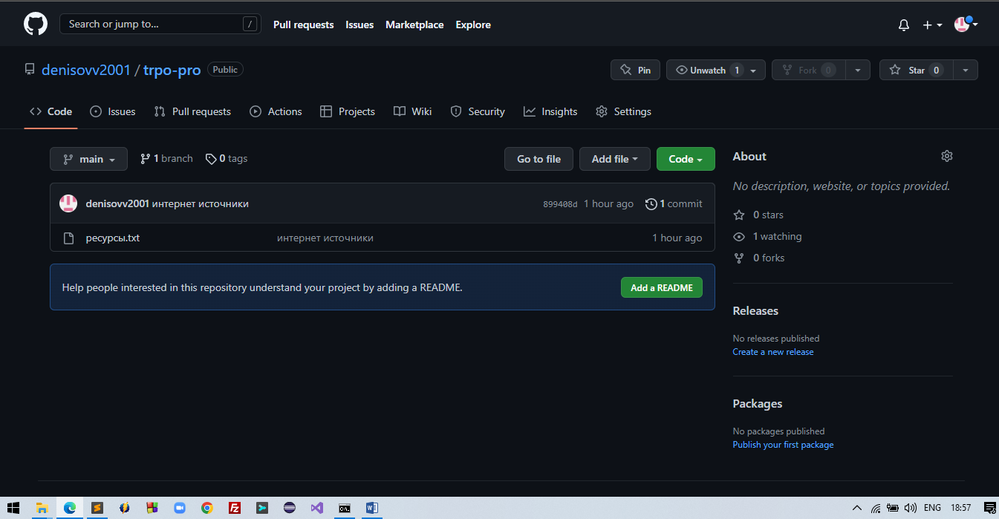 Search or jump to... /
Pull requests Issues Marketplace Explore
denisovv2001 / trpo-pro Public
Pin Unwatch 1 Fork 0 Star 0
Code Issues Pull requests Actions Projects Wiki Security Insights Settings
main 1 branch 0 tags Go to file Add file Code
denisovv2001 интернет источники 899408d 1 hour ago 1 commit
ресурсы.txt интернет источники 1 hour ago
Help people interested in this repository understand your project by adding a README. Add a README
About
No description, website, or topics provided.
0 stars
1 watching
0 forks
Releases
No releases published
Create a new release
Packages
No packages published
Publish your first package
ENG 18:57